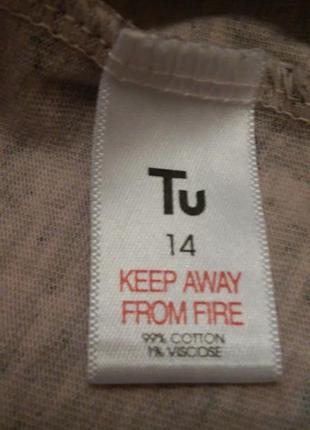 Tu
14
KEEP AWAY
FROM FIRE
99% COTTON
1% VISCOSE